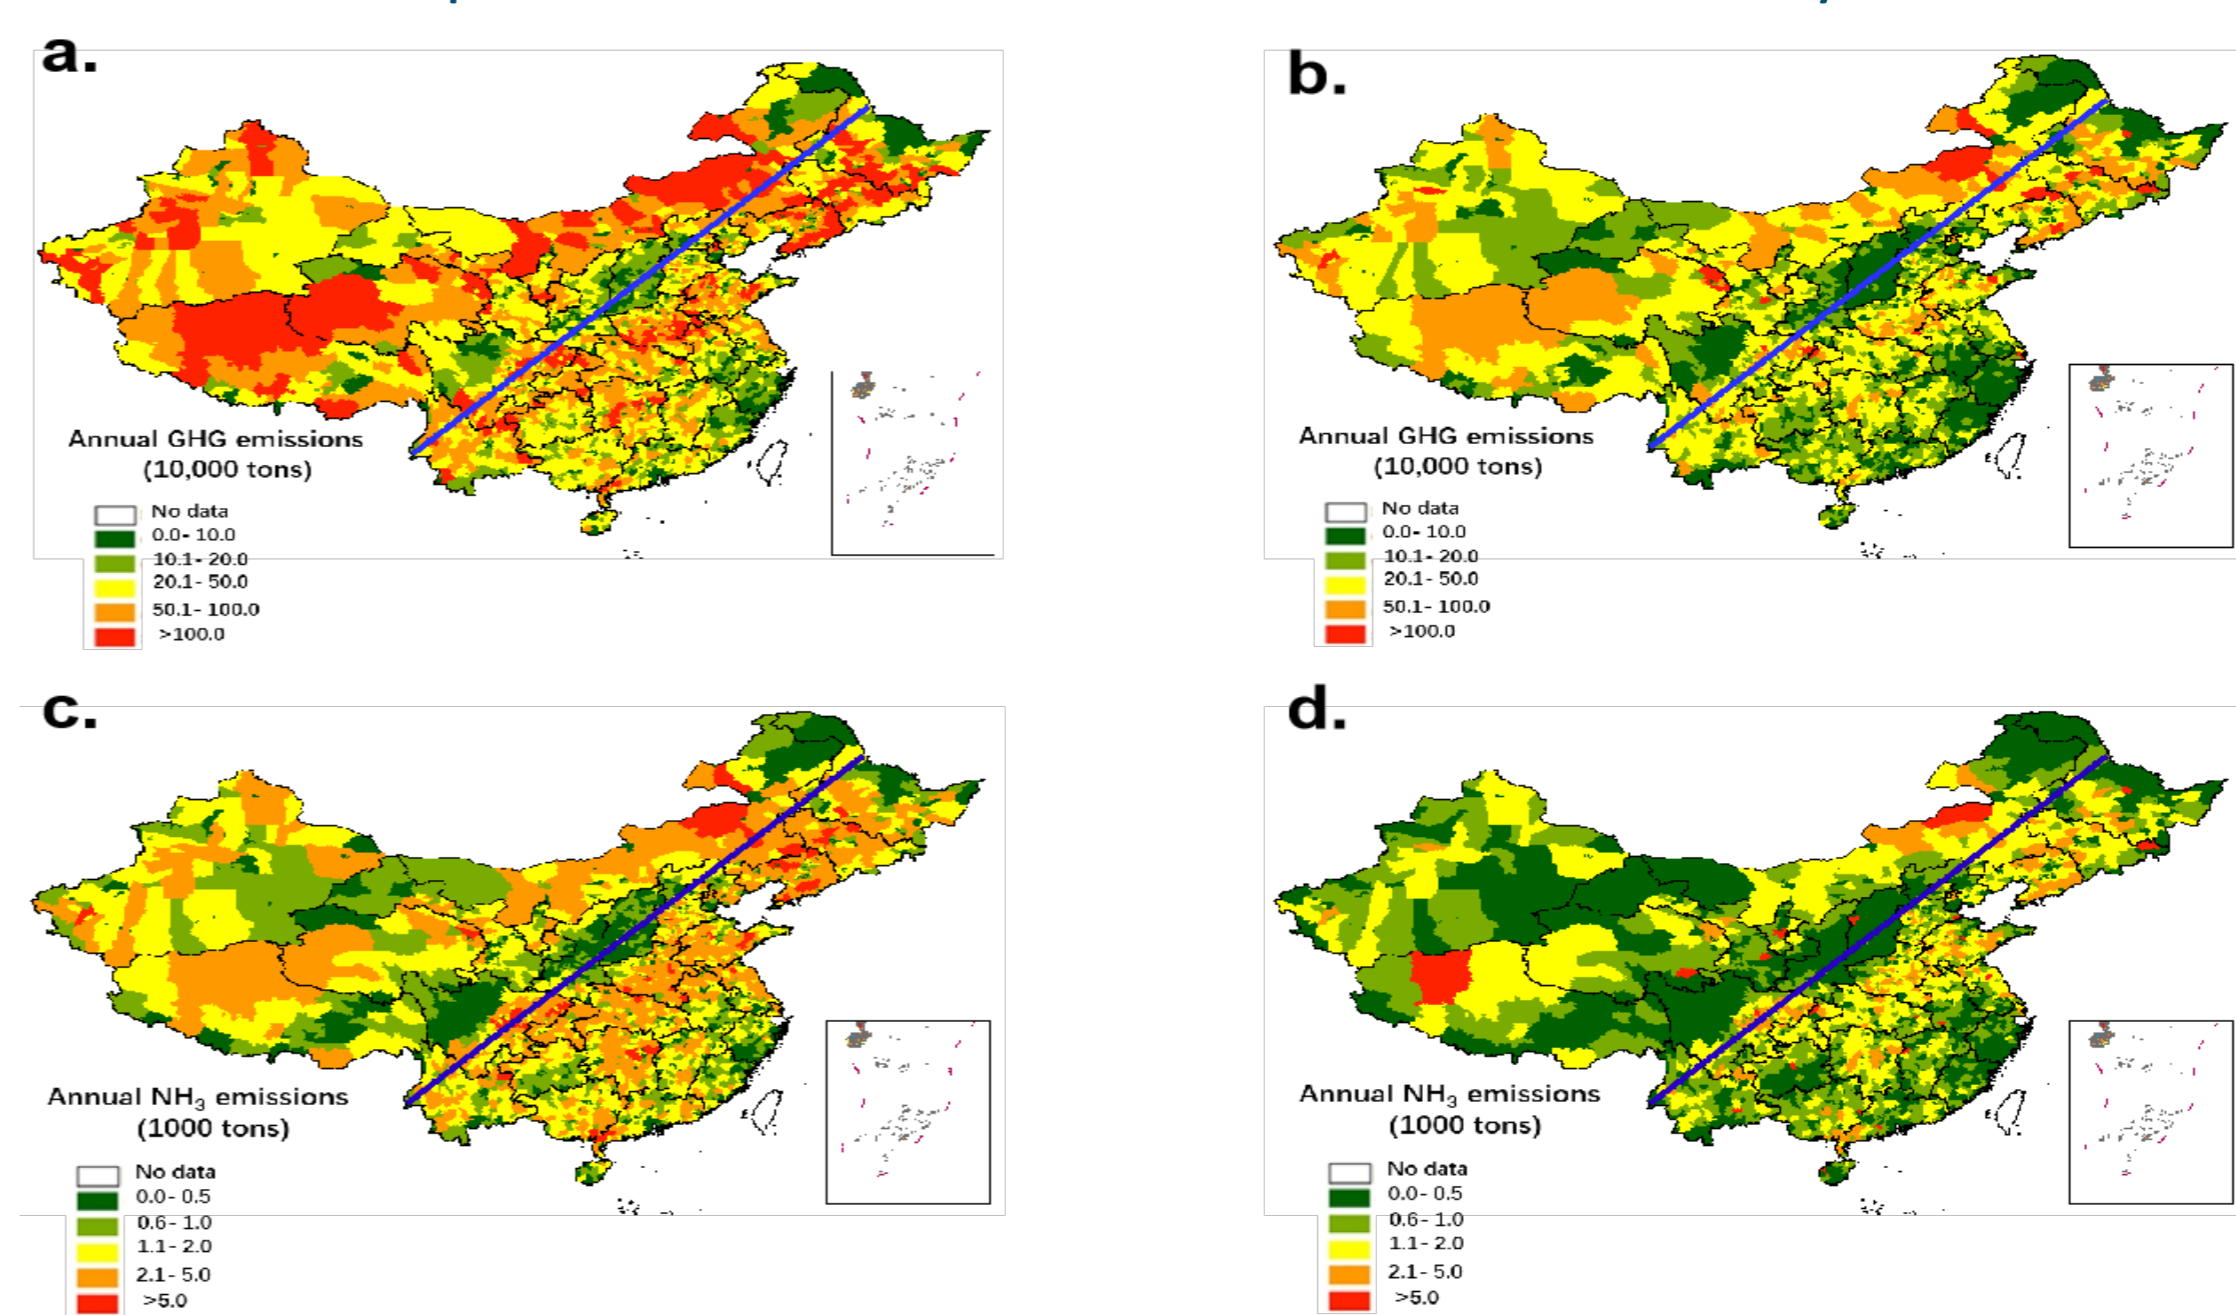 a.
Annual GHG emissions
(10,000 tons)
No data
0.0- 10.0
10.1- 20.0
20.1- 50.0
50.1- 100.0
>100.0
b.
Annual GHG emissions
(10,000 tons)
No data
0.0- 10.0
10.1- 20.0
20.1- 50.0
50.1- 100.0
>100.0
c.
Annual NH₃ emissions
(1000 tons)
No data
0.0- 0.5
0.6- 1.0
1.1- 2.0
2.1- 5.0
>5.0
d.
Annual NH₃ emissions
(1000 tons)
No data
0.0- 0.5
0.6- 1.0
1.1- 2.0
2.1- 5.0
>5.0